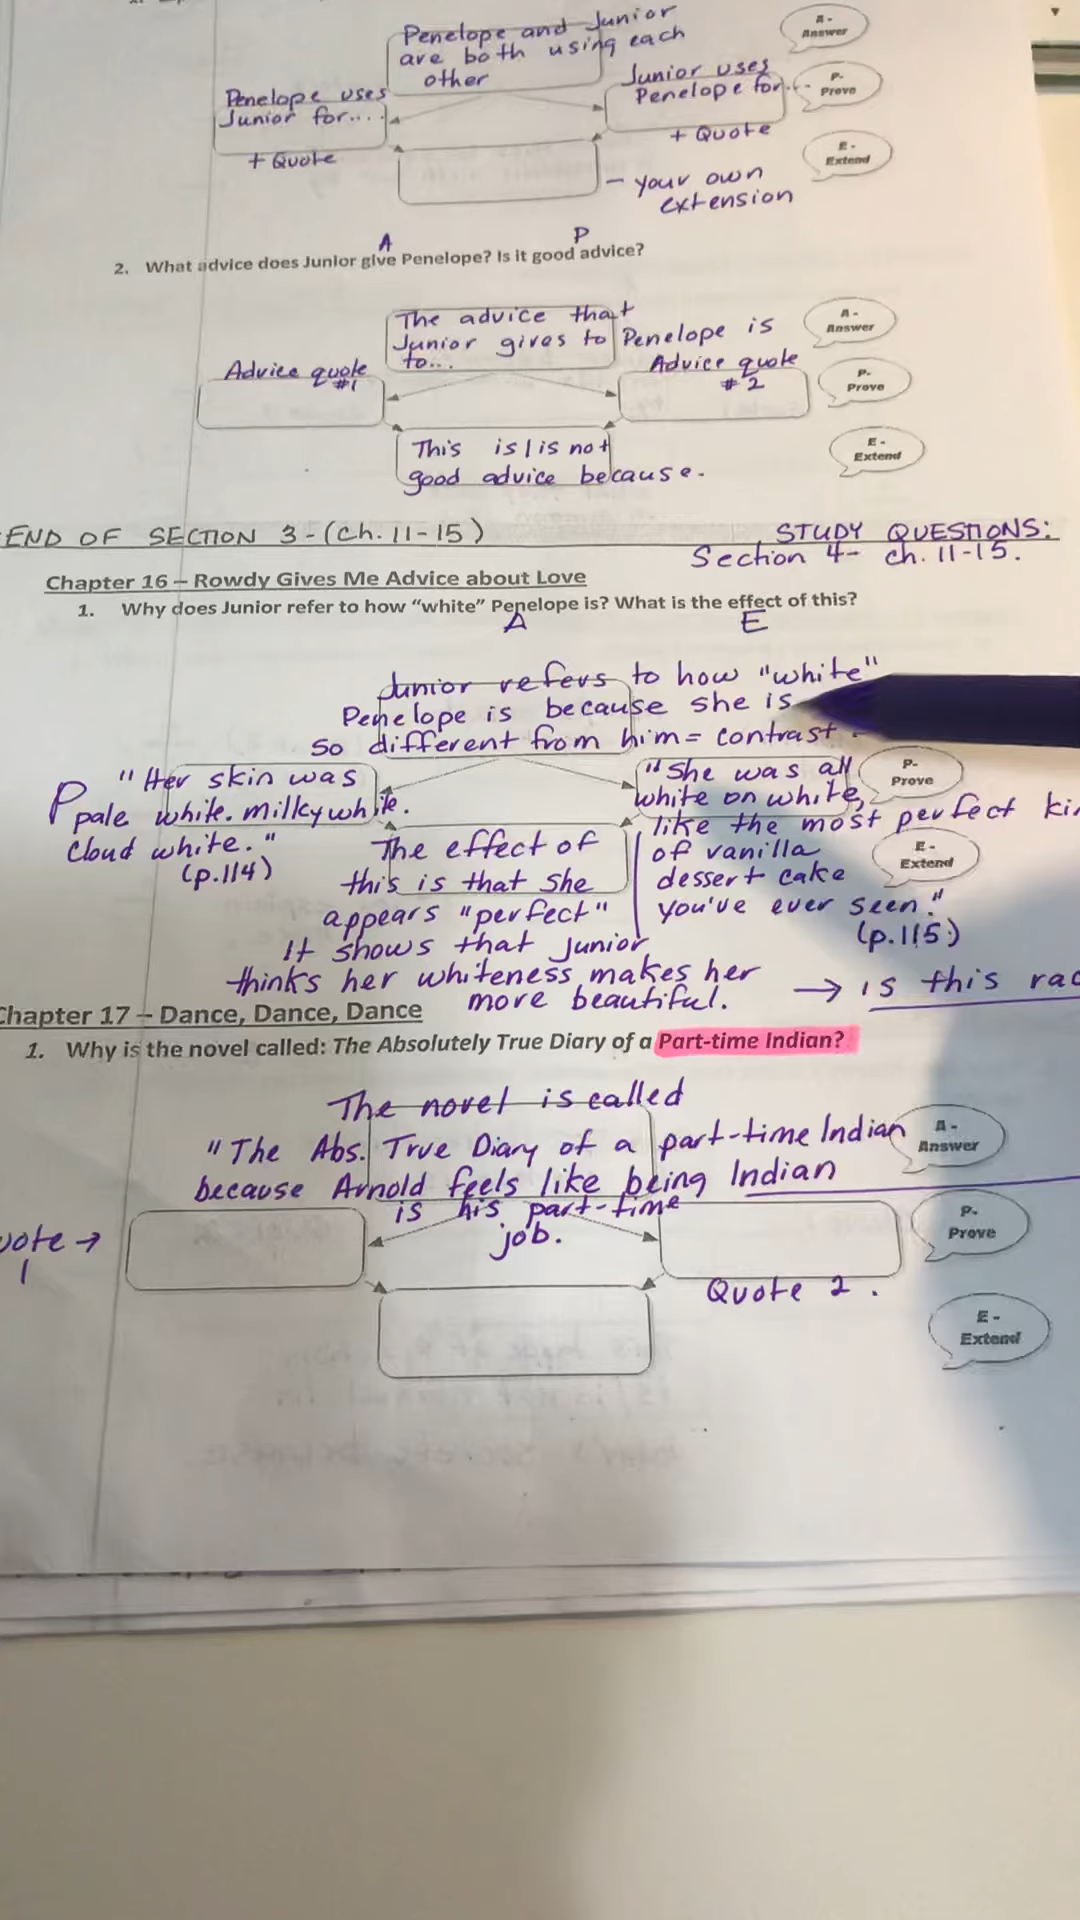 Penelope and Junior
are both using each
other
A-
Answer
Penelope uses
Junior for....
+ Quote
Junior uses
Penelope for...
+ Quote
P-
Prove
E-
Extend
- your own
extension
A P
2. What advice does Junior give Penelope? Is it good advice?
The advice that
Junior gives to Penelope is
to...
A-
Answer
Advice quote
#1
Advice quote
#2
P-
Prove
This is / is not
good advice because.
E-
Extend
END OF SECTION 3 - (Ch. 11-15)
STUDY QUESTIONS:
Section 4- ch. 11-15.
Chapter 16 – Rowdy Gives Me Advice about Love
1. Why does Junior refer to how “white” Penelope is? What is the effect of this?
A E
Junior refers to how "white"
Penelope is because she is
so different from him = contrast
P "Her skin was
pale white. milky white.
Cloud white."
(p.114)
"She was all
white on white,
like the most perfect
of vanilla
dessert cake
you've ever seen."
(p.115)
P-
Prove
E-
Extend
The effect of
this is that she
appears "perfect"
It shows that Junior
thinks her whiteness makes her
more beautiful.
→ is this
Chapter 17 – Dance, Dance, Dance
1. Why is the novel called: The Absolutely True Diary of a Part-time Indian?
The novel is called
"The Abs. True Diary of a part-time Indian
because Arnold feels like being Indian
is his part-time
job.
A-
Answer
→
1
Quote 2.
P-
Prove
E-
Extend